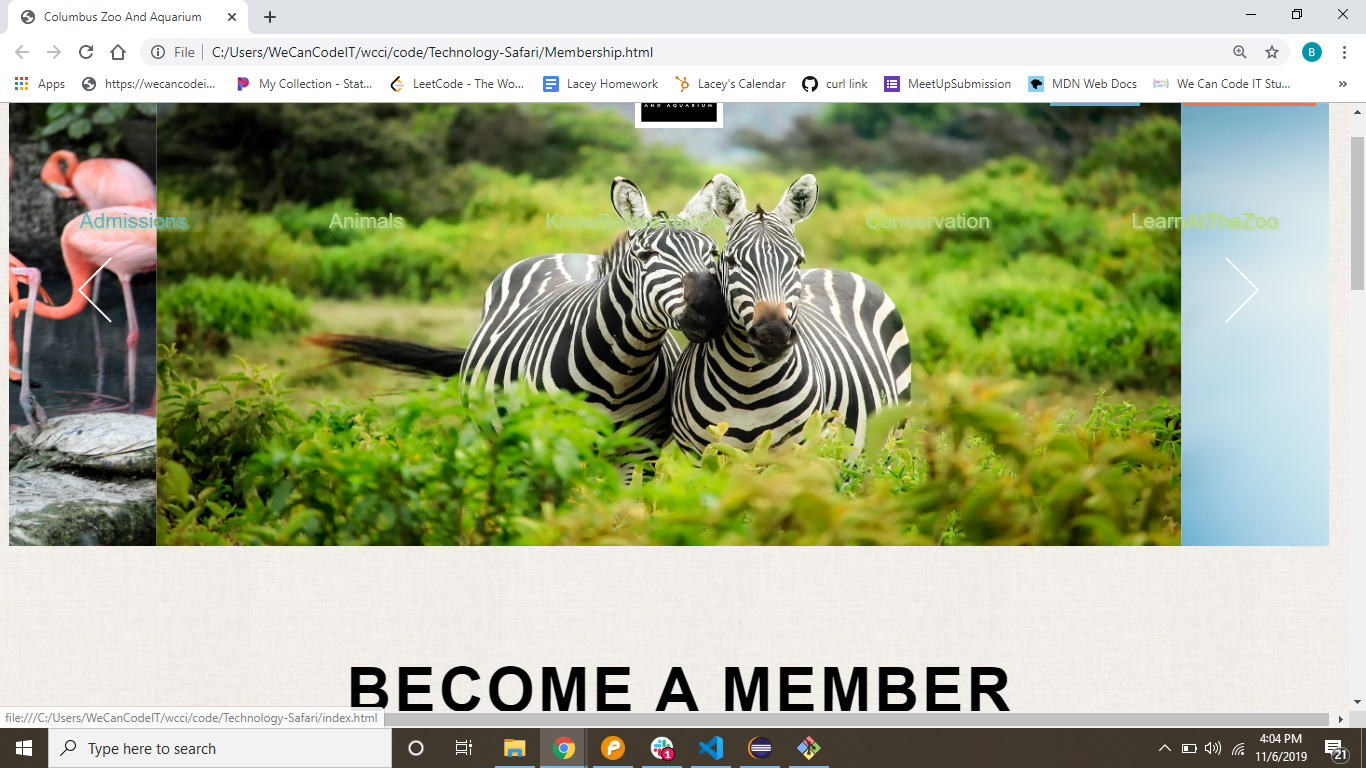 Columbus Zoo And Aquarium
File
C:/Users/WeCanCodeIT/wcci/code/Technology-Safari/Membership.html
B
Apps
https://wecancodei...
My Collection - Stat...
LeetCode - The Wo...
Lacey Homework
Lacey's Calendar
curl link
MeetUpSubmission
MDN Web Docs
We Can Code IT Stu...
»
AND AQUARIUM
Admissions
Animals
Conservation
LearnAtTheZoo
BECOME A MEMBER
file:///C:/Users/WeCanCodeIT/wcci/code/Technology-Safari/index.html
Type here to search
1
4:04 PM
11/6/2019
21